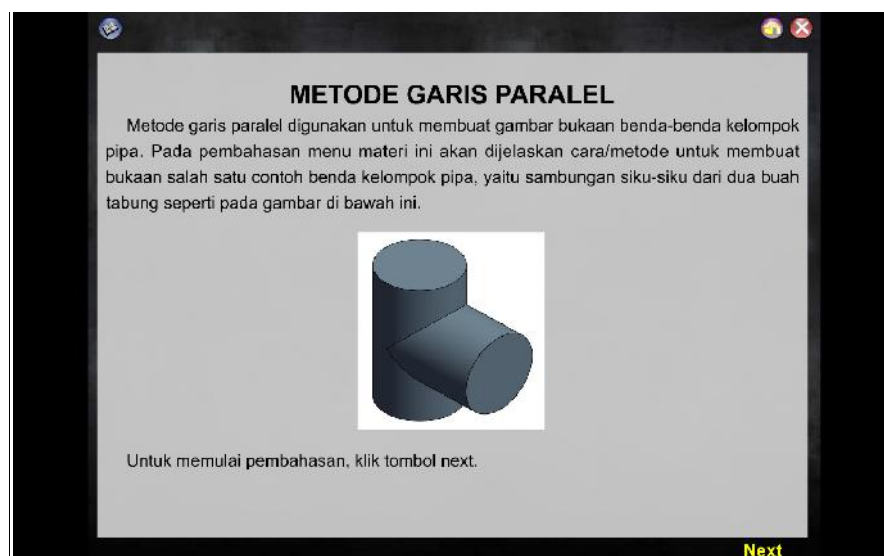 METODE GARIS PARALEL
Metode garis paralel digunakan untuk membuat gambar bukaan benda-benda kelompok
pipa. Pada pembahasan menu materi ini akan dijelaskan cara/metode untuk membuat
bukaan salah satu contoh benda kelompok pipa, yaitu sambungan siku-siku dari dua buah
tabung seperti pada gambar di bawah ini.
Untuk memulai pembahasan, klik tombol next.
Next